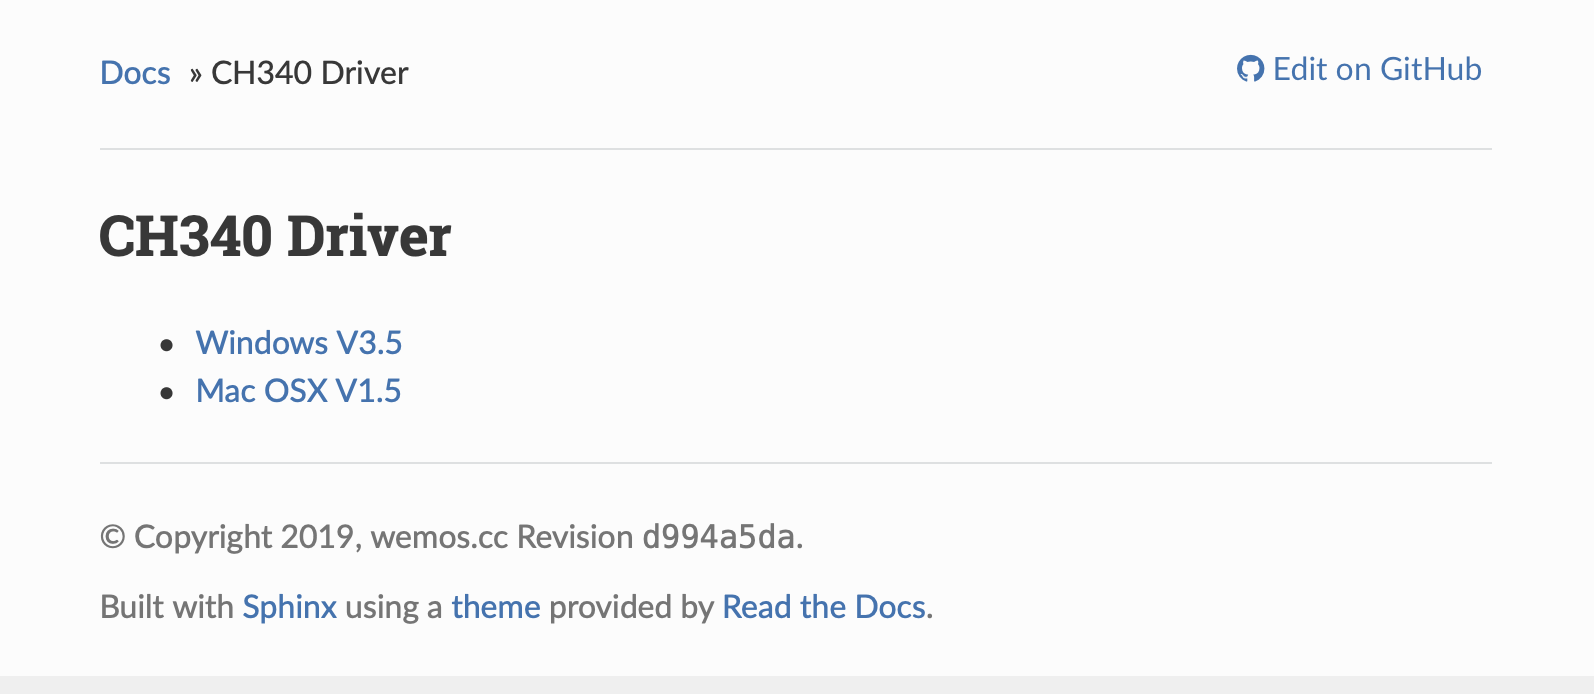 Docs » CH340 Driver
Edit on GitHub
CH340 Driver
• Windows V3.5
• Mac OSX V1.5
© Copyright 2019, wemos.cc Revision d994a5da.
Built with Sphinx using a theme provided by Read the Docs.